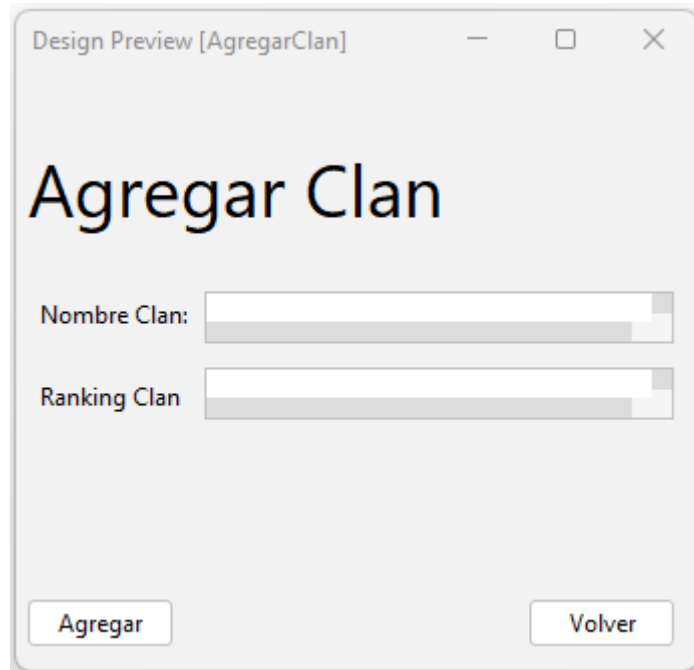 Design Preview [AgregarClan]
Agregar Clan
Nombre Clan:
Ranking Clan
Agregar
Volver